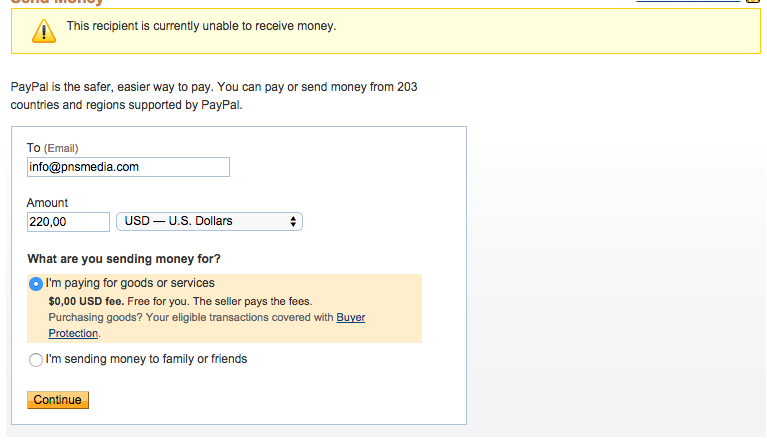 Send Money
This recipient is currently unable to receive money.
PayPal is the safer, easier way to pay. You can pay or send money from 203
countries and regions supported by PayPal.
To (Email)
info@pnsmedia.com
Amount
220,00 USD — U.S. Dollars
What are you sending money for?
I'm paying for goods or services
$0,00 USD fee. Free for you. The seller pays the fees.
Purchasing goods? Your eligible transactions covered with Buyer
Protection.
I'm sending money to family or friends
Continue